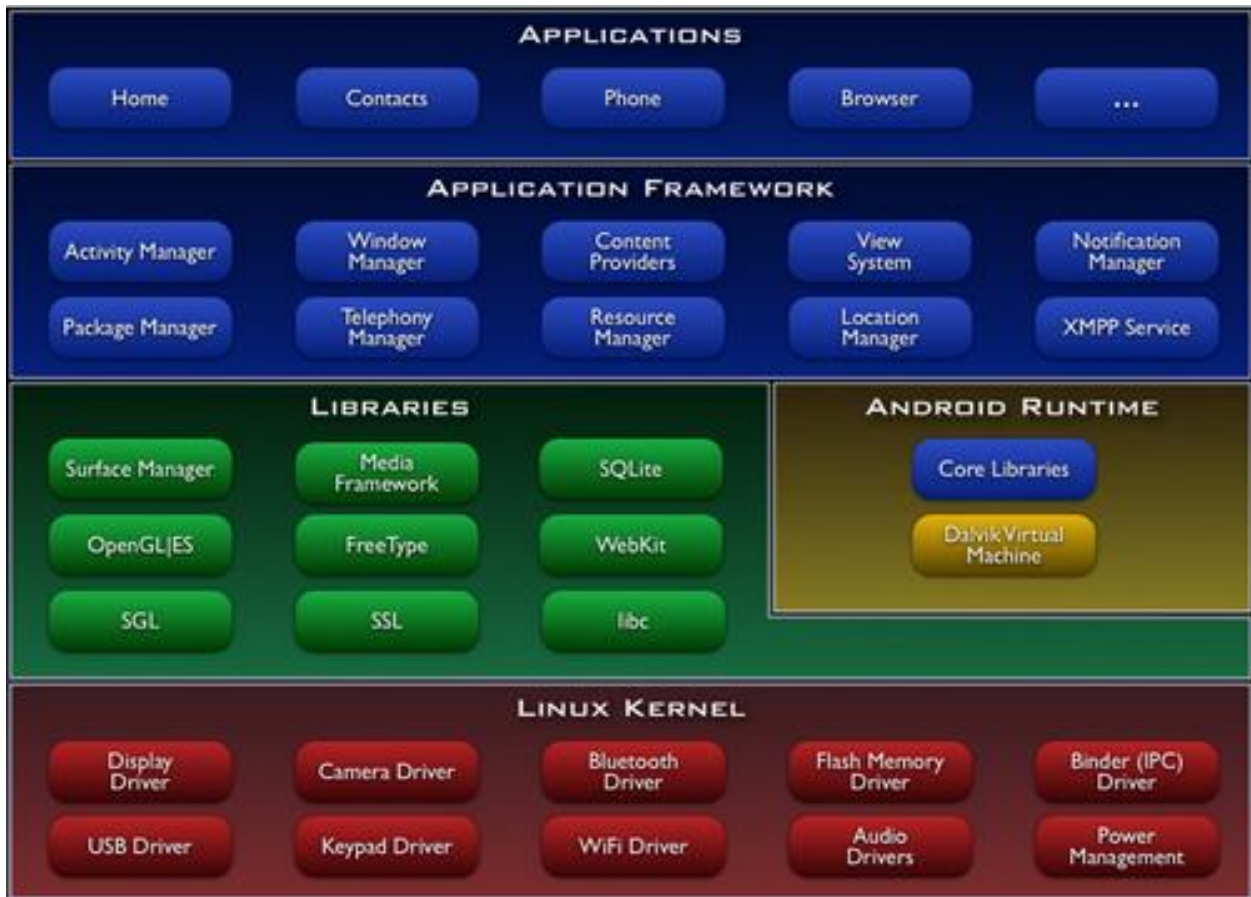 APPLICATIONS
Home
Contacts
Phone
Browser
...
APPLICATION FRAMEWORK
Activity Manager
Window
Manager
Content
Providers
View
System
Notification
Manager
Package Manager
Telephony
Manager
Resource
Manager
Location
Manager
XMPP Service
LIBRARIES
Surface Manager
Media
Framework
SQLite
OpenGL|ES
FreeType
WebKit
SGL
SSL
libc
ANDROID RUNTIME
Core Libraries
Dalvik Virtual
Machine
LINUX KERNEL
Display
Driver
Camera Driver
Bluetooth
Driver
Flash Memory
Driver
Binder (IPC)
Driver
USB Driver
Keypad Driver
WiFi Driver
Audio
Drivers
Power
Management